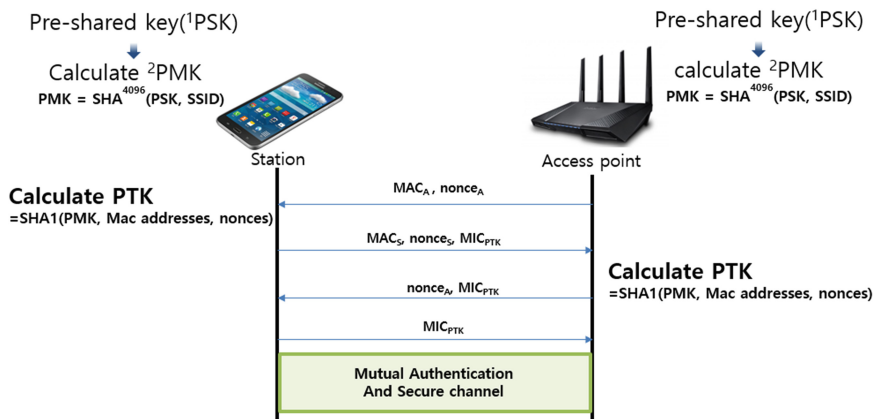 Pre-shared key(¹PSK)
Calculate ²PMK
PMK = SHA⁴⁰⁹⁶(PSK, SSID)
Station
Pre-shared key(¹PSK)
calculate ²PMK
PMK = SHA⁴⁰⁹⁶(PSK, SSID)
Access point
Calculate PTK
=SHA1(PMK, Mac addresses, nonces)
MACA , nonceA
MACS, nonceS, MICPTK
Calculate PTK
=SHA1(PMK, Mac addresses, nonces)
nonceA, MICPTK
MICPTK
Mutual Authentication
And Secure channel